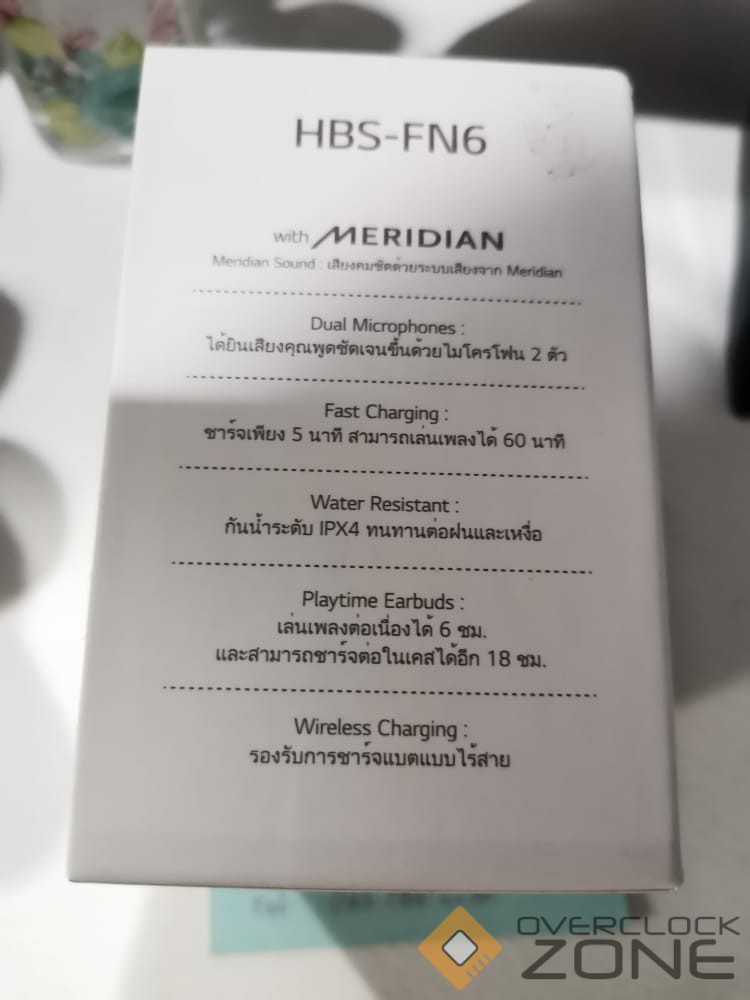 HBS-FN6
with MERIDIAN
Meridian Sound : เสียงคมชัดด้วยระบบเสียงจาก Meridian
Dual Microphones :
ได้ยินเสียงคุณพูดชัดเจนขึ้นด้วยไมโครโฟน 2 ตัว
Fast Charging :
ชาร์จเพียง 5 นาที สามารถเล่นเพลงได้ 60 นาที
Water Resistant :
กันน้ำระดับ IPX4 ทนทานต่อฝนและเหงื่อ
Playtime Earbuds :
เล่นเพลงต่อเนื่องได้ 6 ชม.
และสามารถชาร์จต่อในเคสได้อีก 18 ชม.
Wireless Charging :
รองรับการชาร์จแบตแบบไร้สาย
OVERCLOCK
ZONE